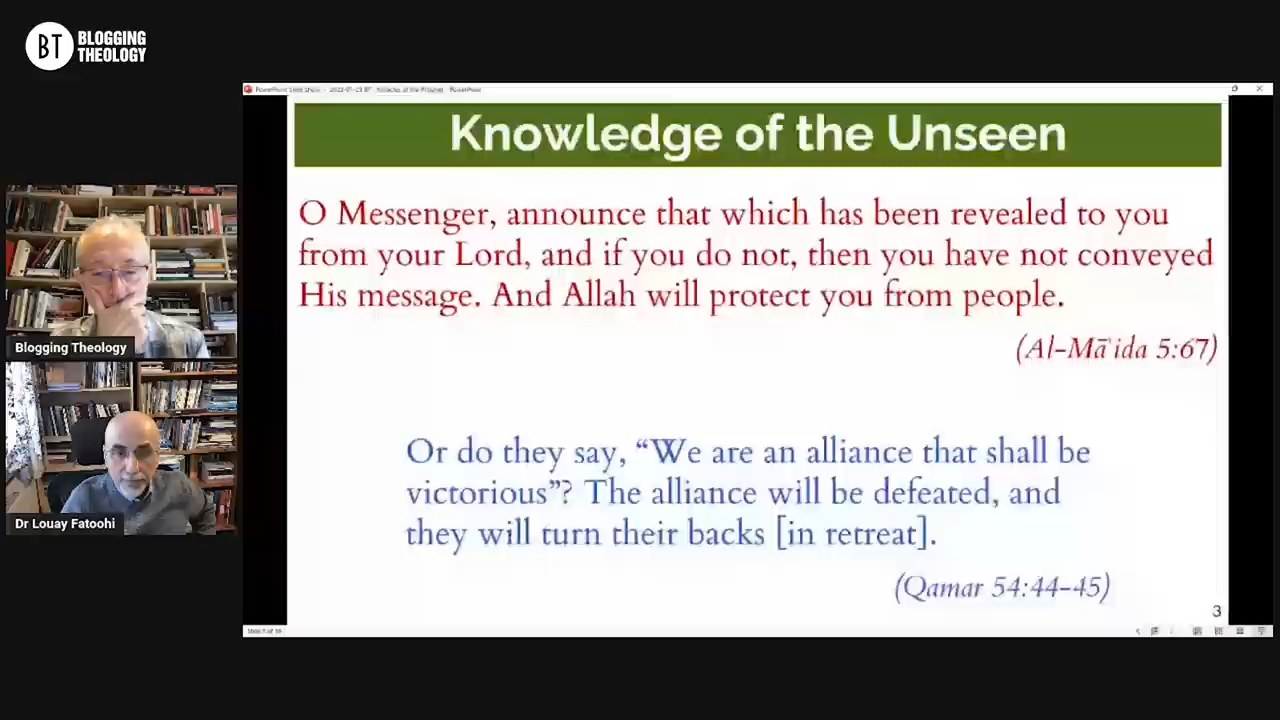 BT BLOGGING
THEOLOGY
Knowledge of the Unseen
O Messenger, announce that which has been revealed to you
from your Lord, and if you do not, then you have not conveyed
His message. And Allah will protect you from people.
(Al-Mā'ida 5:67)
Or do they say, “We are an alliance that shall be
victorious”? The alliance will be defeated, and
they will turn their backs [in retreat].
(Qamar 54:44-45)
3
Blogging Theology
Dr Louay Fatoohi